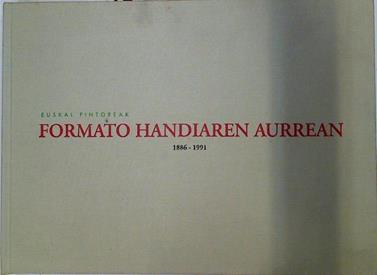 EUSKAL PINTOREAK
FORMATO HANDIAREN AURREAN
1886 - 1991